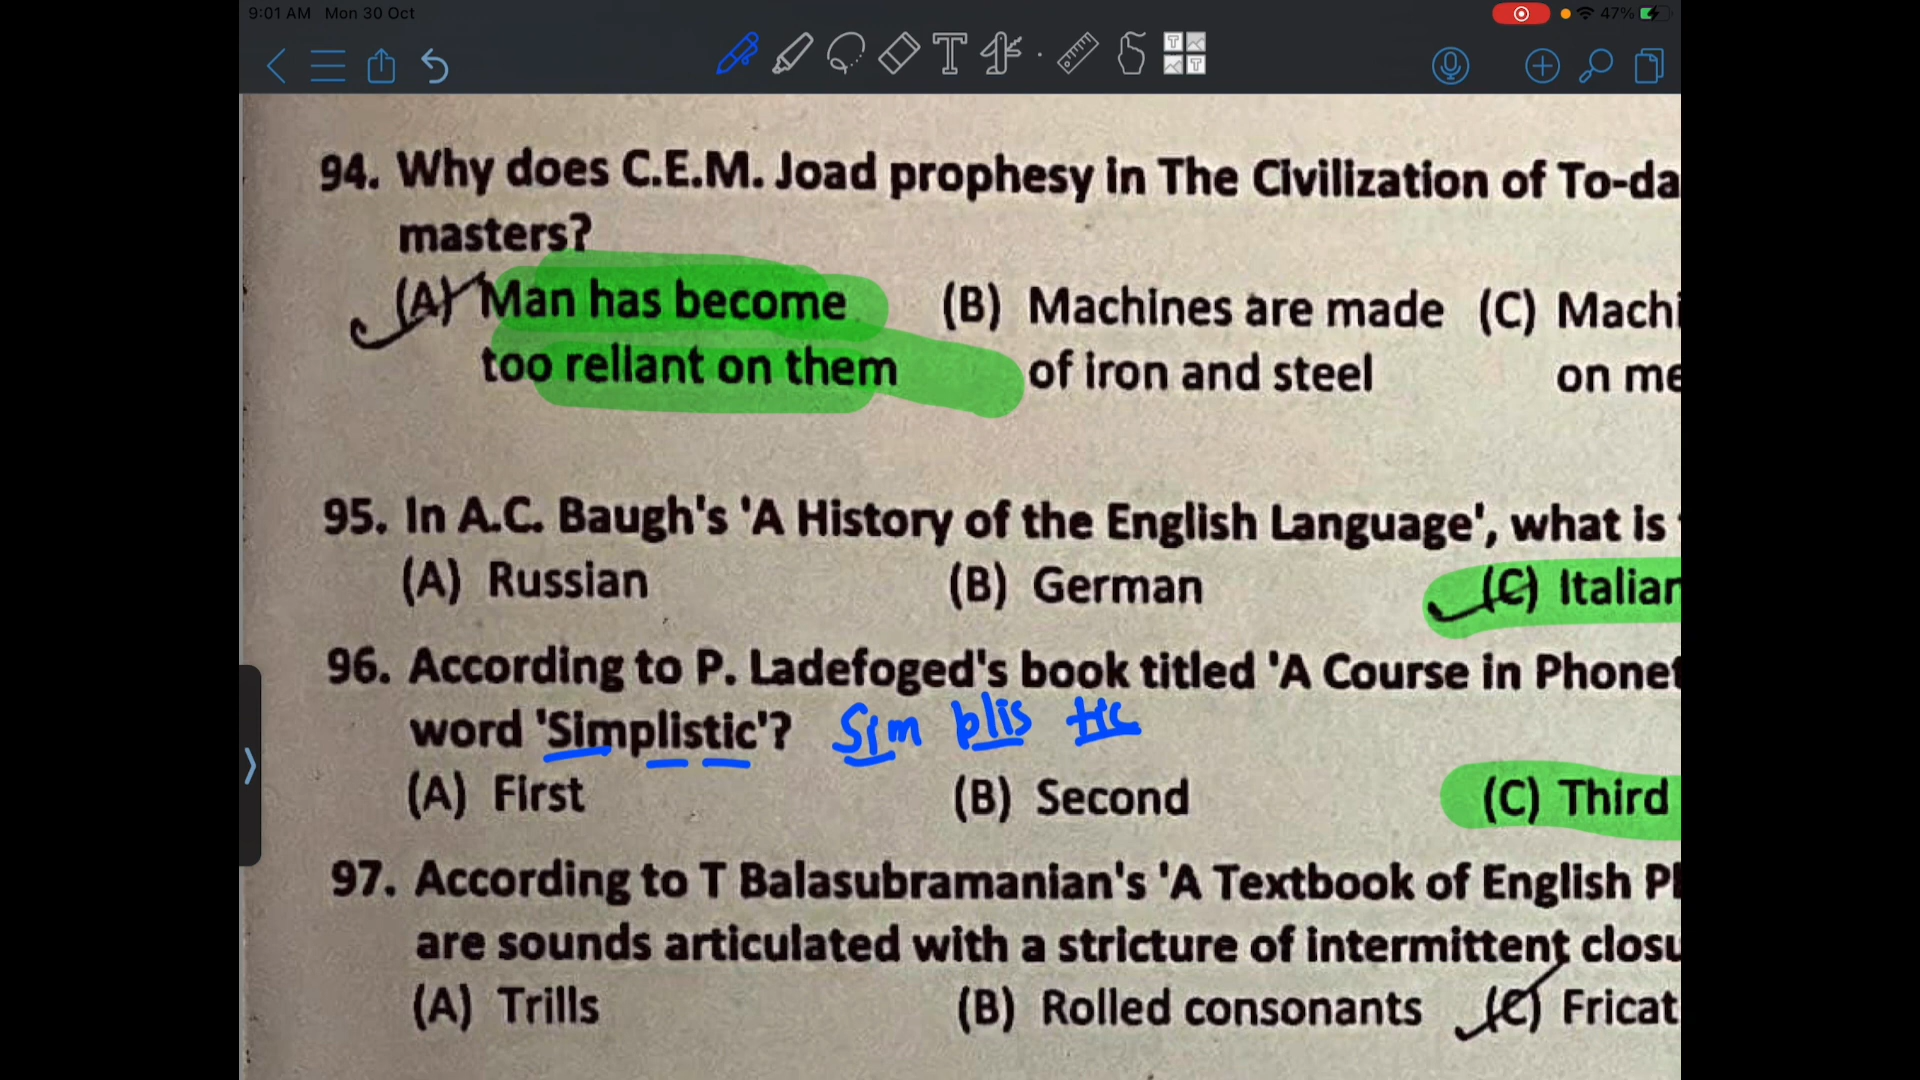 9:01 AM Mon 30 Oct
47%
94. Why does C.E.M. Joad prophesy in The Civilization of To-da
masters?
(A) Man has become (B) Machines are made (C) Machi
too reliant on them of iron and steel on me
95. In A.C. Baugh's 'A History of the English Language', what is
(A) Russian (B) German (C) Italian
96. According to P. Ladefoged's book titled 'A Course in Phonet
word 'Simplistic'? Sim plis tic
(A) First (B) Second (C) Third
97. According to T Balasubramanian's 'A Textbook of English Ph
are sounds articulated with a stricture of intermittent closu
(A) Trills (B) Rolled consonants (C) Fricat